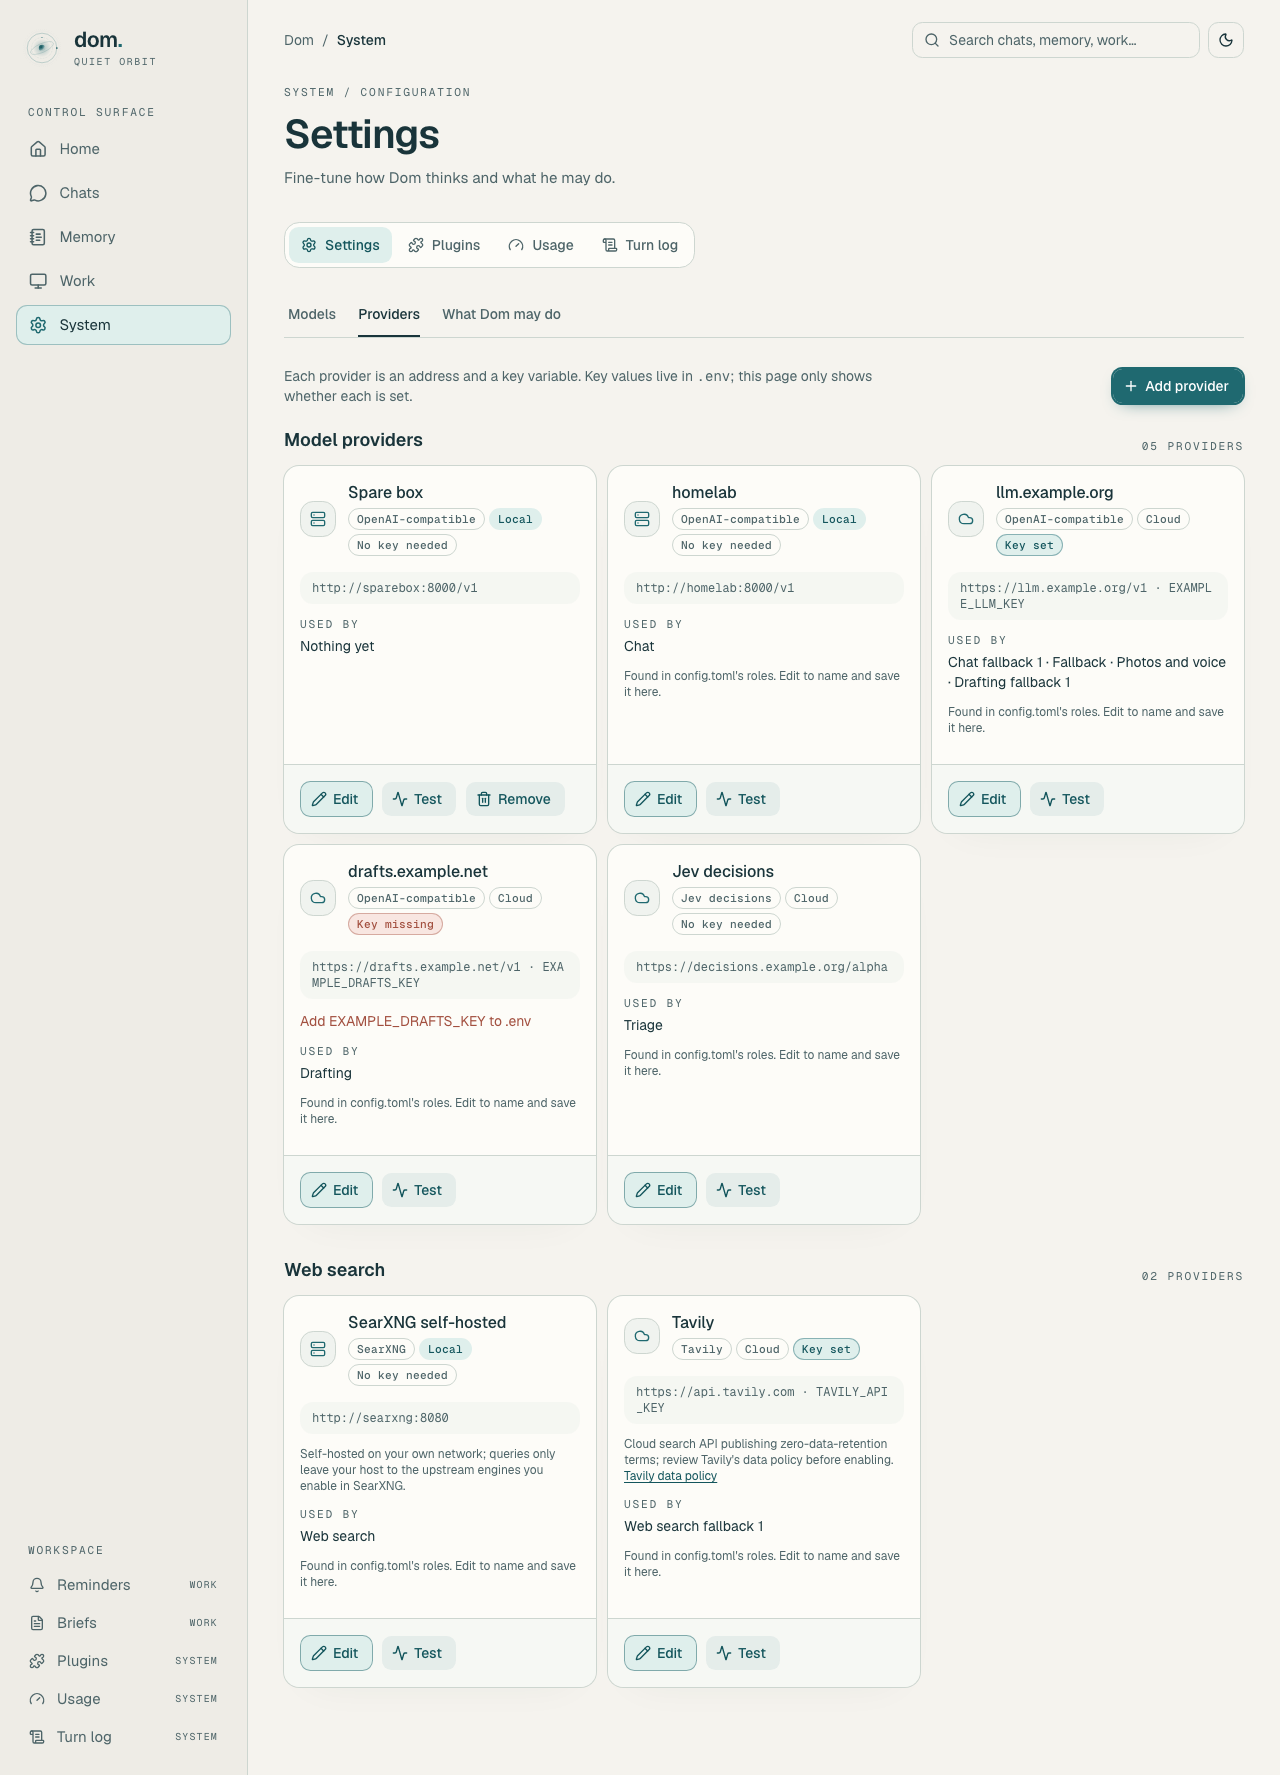 dom.
QUIET ORBIT
CONTROL SURFACE
Home
Chats
Memory
Work
System
WORKSPACE
Reminders WORK
Briefs WORK
Plugins SYSTEM
Usage SYSTEM
Turn log SYSTEM
Dom / System
Search chats, memory, work…
SYSTEM / CONFIGURATION
Settings
Fine-tune how Dom thinks and what he may do.
Settings Plugins Usage Turn log
Models Providers What Dom may do
Each provider is an address and a key variable. Key values live in .env; this page only shows
whether each is set.
Add provider
Model providers
05 PROVIDERS
Spare box
OpenAI-compatible Local
No key needed
http://sparebox:8000/v1
USED BY
Nothing yet
Edit Test Remove
homelab
OpenAI-compatible Local
No key needed
http://homelab:8000/v1
USED BY
Chat
Found in config.toml's roles. Edit to name and save
it here.
Edit Test
llm.example.org
OpenAI-compatible Cloud
Key set
https://llm.example.org/v1 · EXAMPL
E_LLM_KEY
USED BY
Chat fallback 1 · Fallback · Photos and voice
· Drafting fallback 1
Found in config.toml's roles. Edit to name and save
it here.
Edit Test
drafts.example.net
OpenAI-compatible Cloud
Key missing
https://drafts.example.net/v1 · EXA
MPLE_DRAFTS_KEY
Add EXAMPLE_DRAFTS_KEY to .env
USED BY
Drafting
Found in config.toml's roles. Edit to name and save
it here.
Edit Test
Jev decisions
Jev decisions Cloud
No key needed
https://decisions.example.org/alpha
USED BY
Triage
Found in config.toml's roles. Edit to name and save
it here.
Edit Test
Web search
02 PROVIDERS
SearXNG self-hosted
SearXNG Local
No key needed
http://searxng:8080
Self-hosted on your own network; queries only
leave your host to the upstream engines you
enable in SearXNG.
USED BY
Web search
Found in config.toml's roles. Edit to name and save
it here.
Edit Test
Tavily
Tavily Cloud Key set
https://api.tavily.com · TAVILY_API
_KEY
Cloud search API publishing zero-data-retention
terms; review Tavily's data policy before enabling.
Tavily data policy
USED BY
Web search fallback 1
Found in config.toml's roles. Edit to name and save
it here.
Edit Test